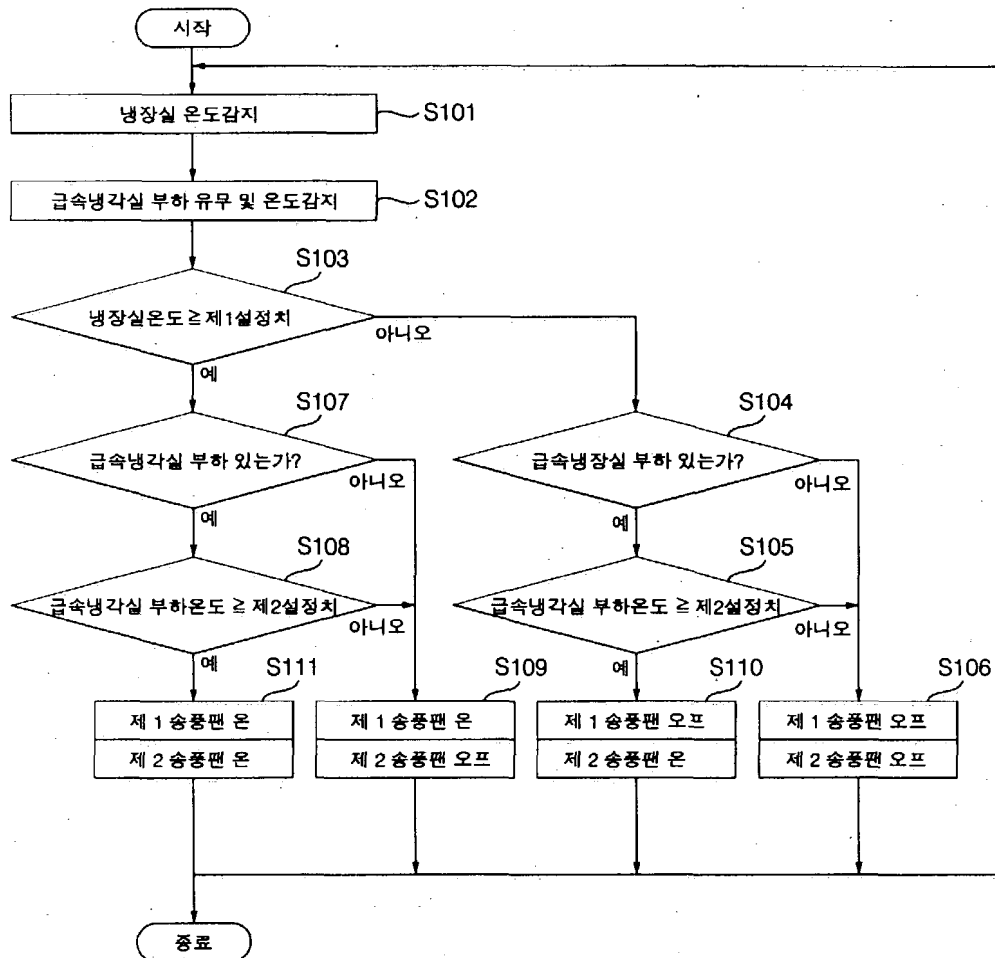 시작
냉장실 온도감지
S101
급속냉각실 부하 유무 및 온도감지
S102
S103
냉장실온도≧제1설정치
아니오
예
S107
급속냉각실 부하 있는가?
아니오
예
S104
급속냉장실 부하 있는가?
아니오
예
S108
급속냉각실 부하온도 ≧ 제2설정치
아니오
예
S105
급속냉각실 부하온도 ≧ 제2설정치
아니오
예
S111
제 1 송풍팬 온
제 2 송풍팬 온
S109
제 1 송풍팬 온
제 2 송풍팬 오프
S110
제 1 송풍팬 오프
제 2 송풍팬 온
S106
제 1 송풍팬 오프
제 2 송풍팬 오프
종료